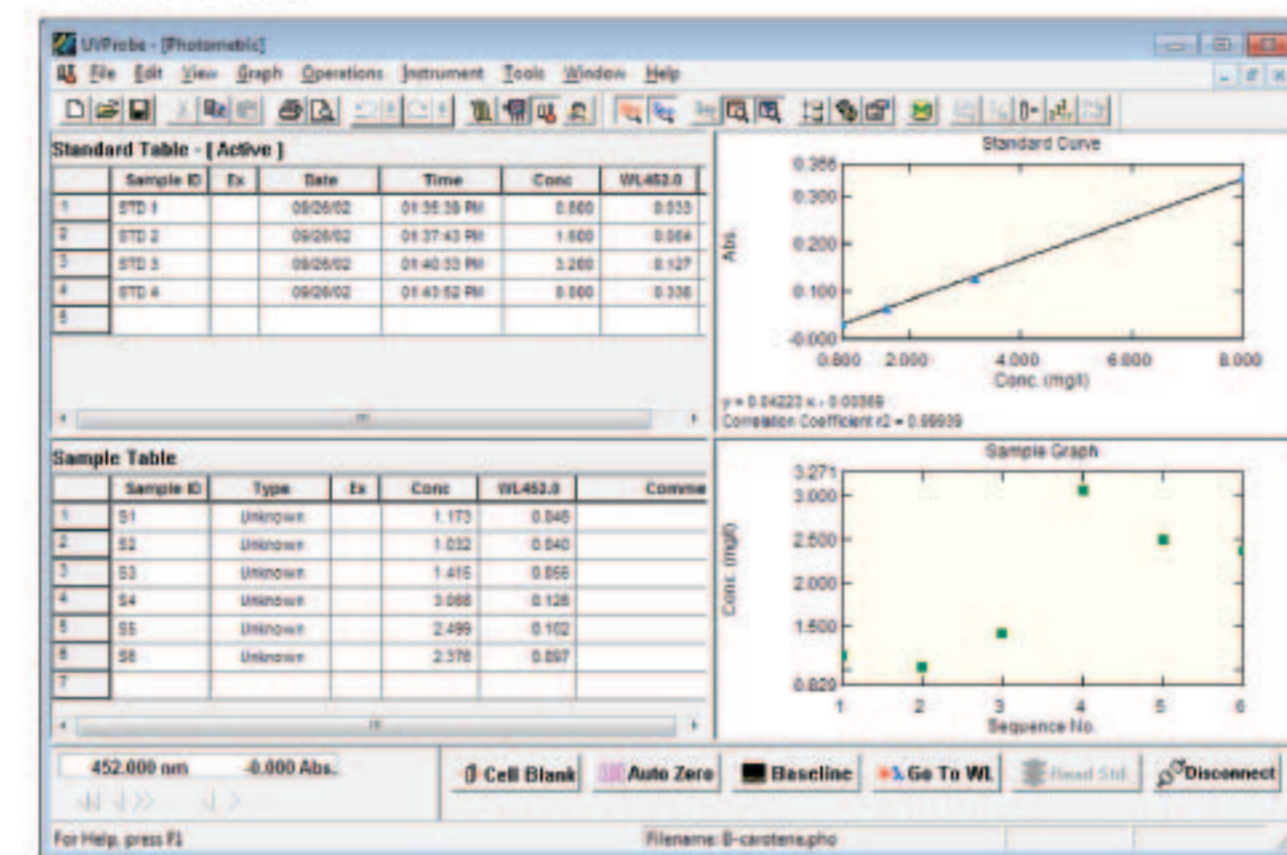 UVProbe - [Photometric]
File Edit View Graph Operations Instrument Tools Window Help
Standard Table - [ Active ]
Sample ID Ex Date Time Conc WL452.0
1 STD 1 09/26/02 01:35:39 PM 0.800 0.033
2 STD 2 09/26/02 01:37:43 PM 1.600 0.064
3 STD 3 09/26/02 01:40:33 PM 3.200 0.127
4 STD 4 09/26/02 01:43:52 PM 8.000 0.336
5
Standard Curve
Abs.
0.366
0.300
0.200
0.100
-0.000
0.800 2.000 4.000 6.000 8.000
Conc. (mg/l)
y = 0.04223 x - 0.00369
Correlation Coefficient r2 = 0.99939
Sample Table
Sample ID Type Ex Conc WL452.0 Comme
1 S1 Unknown 1.173 0.046
2 S2 Unknown 1.032 0.040
3 S3 Unknown 1.415 0.056
4 S4 Unknown 3.068 0.126
5 S5 Unknown 2.499 0.102
6 S6 Unknown 2.376 0.097
7
Sample Graph
Conc. (mg/l)
3.271
3.000
2.500
2.000
1.500
0.829
1 2 3 4 5 6
Sequence No.
452.000 nm -0.000 Abs.
Cell Blank Auto Zero Baseline Go To WL Read Std. Disconnect
For Help, press F1 Filename: B-carotene.pho